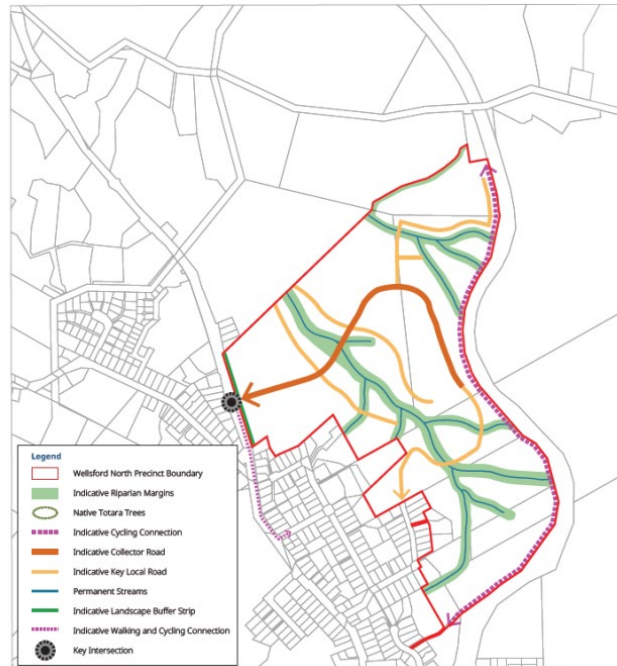 Legend
Wellsford North Precinct Boundary
Indicative Riparian Margins
Native Totara Trees
Indicative Cycling Connection
Indicative Collector Road
Indicative Key Local Road
Permanent Streams
Indicative Landscape Buffer Strip
Indicative Walking and Cycling Connection
Key Intersection